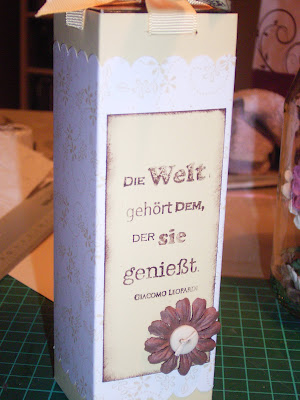 DIE Welt
gehört DEM,
DER sie
genießt.
GIACOMO LEOPARDI